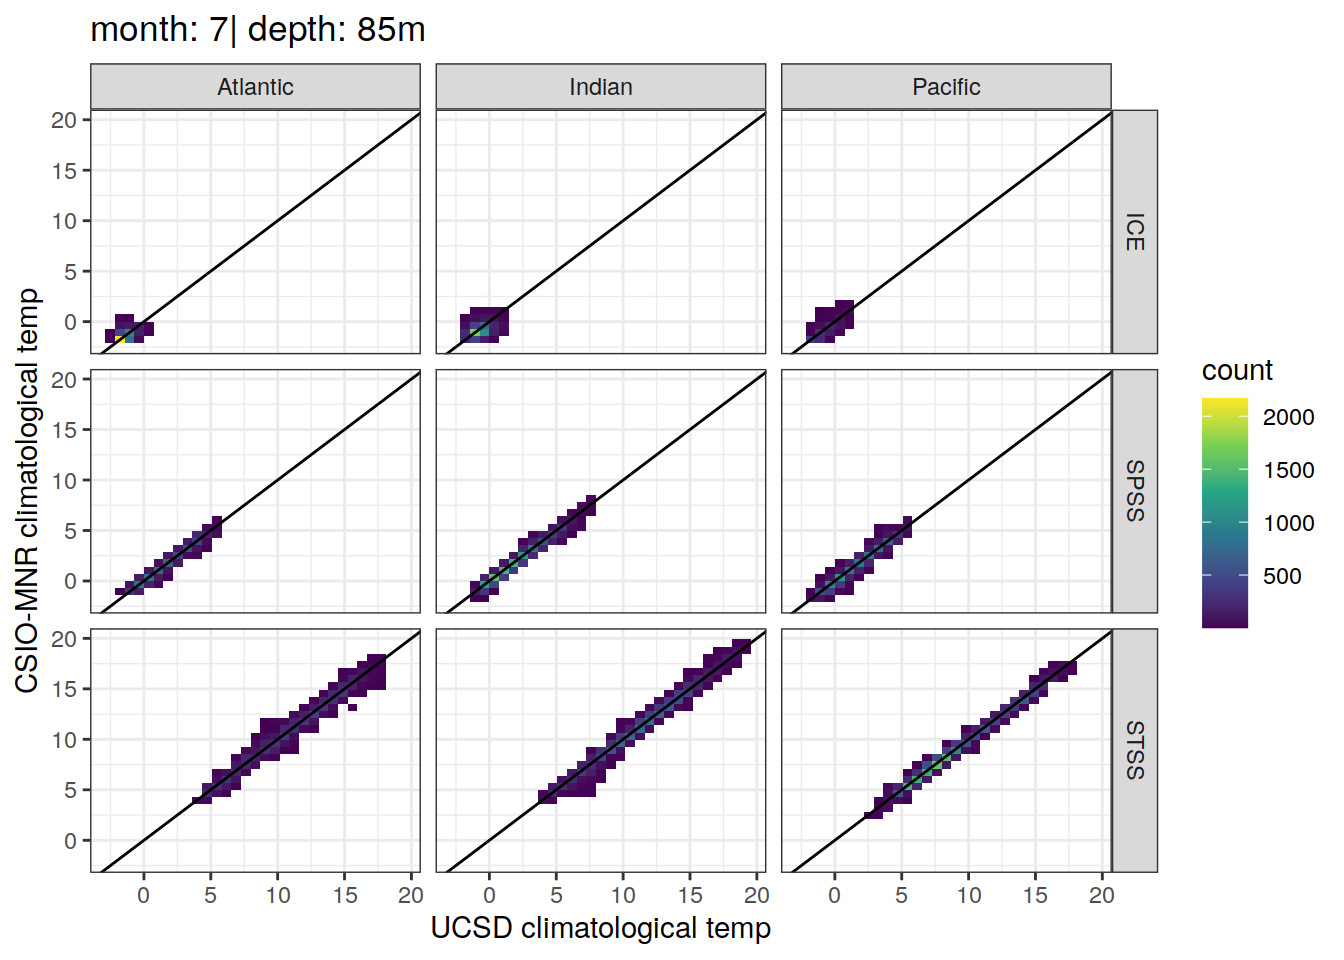 month: 7| depth: 85m
Atlantic Indian Pacific
20
15
10
5
0
ICE
20
15
10
5
0
SPSS
20
15
10
5
0
STSS
0 5 10 15 20 0 5 10 15 20 0 5 10 15 20
UCSD climatological temp
CSIO-MNR climatological temp
count
2000
1500
1000
500